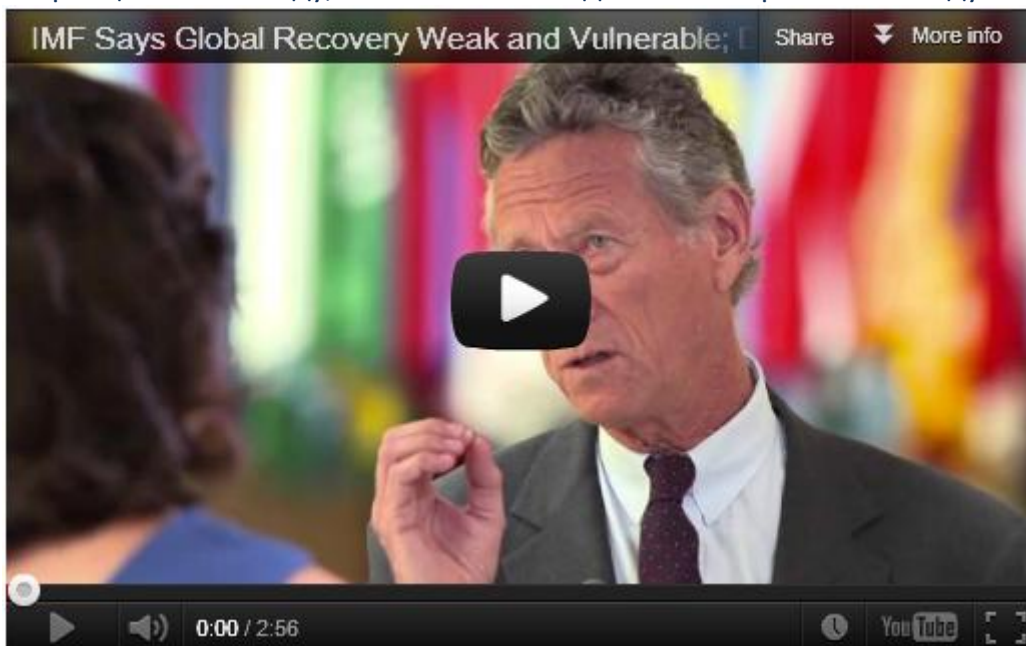 IMF Says Global Recovery Weak and Vulnerable;
Share
More info
0:00 / 2:56
YouTube